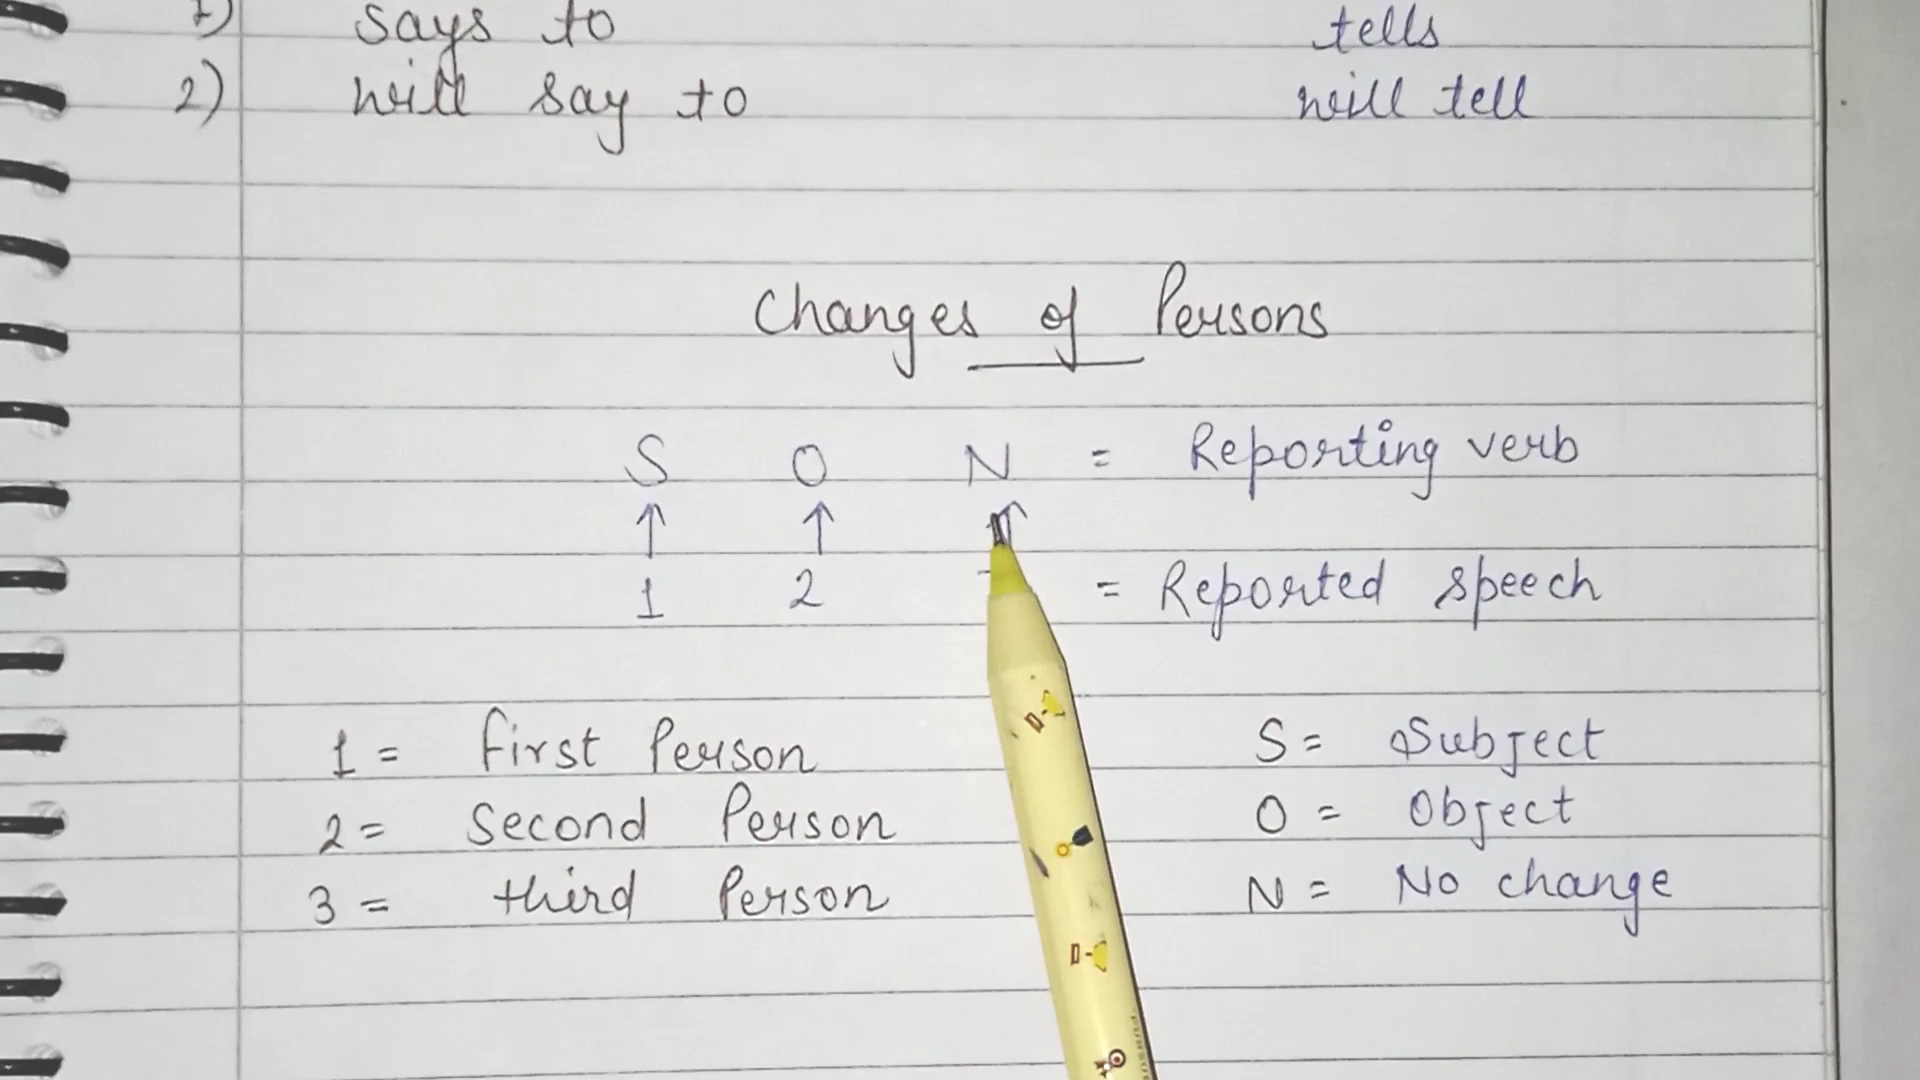 1) says to tells
2) will say to will tell
Changes of Persons
S O N = Reporting verb
↑ ↑ ↑
1 2 = Reported speech
1 = First Person S = Subject
2 = Second Person O = Object
3 = third Person N = No change